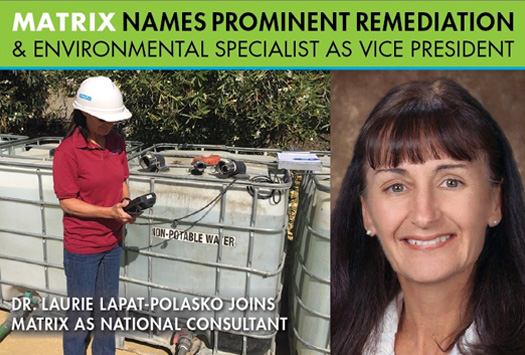 MATRIX NAMES PROMINENT REMEDIATION
& ENVIRONMENTAL SPECIALIST AS VICE PRESIDENT
NON-POTABLE WATER
DR. LAURIE LAPAT-POLASKO JOINS
MATRIX AS NATIONAL CONSULTANT